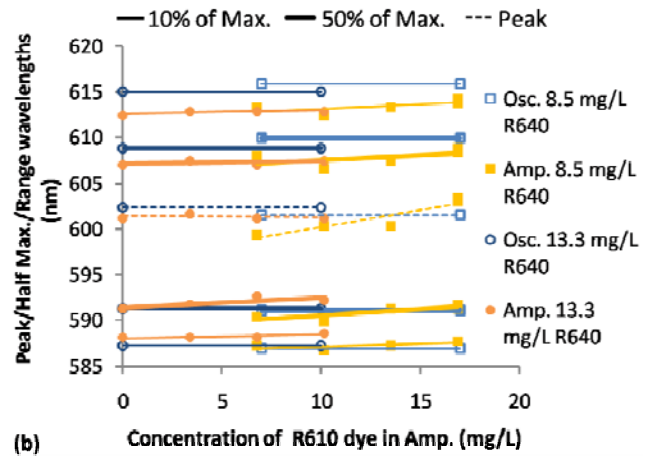 10% of Max. 50% of Max. Peak
Peak/Half Max./Range wavelengths
(nm)
620
615
610
605
600
595
590
585
0 5 10 15 20
Osc. 8.5 mg/L
R640
Amp. 8.5 mg/L
R640
Osc. 13.3 mg/L
R640
Amp. 13.3
mg/L R640
(b) Concentration of R610 dye in Amp. (mg/L)